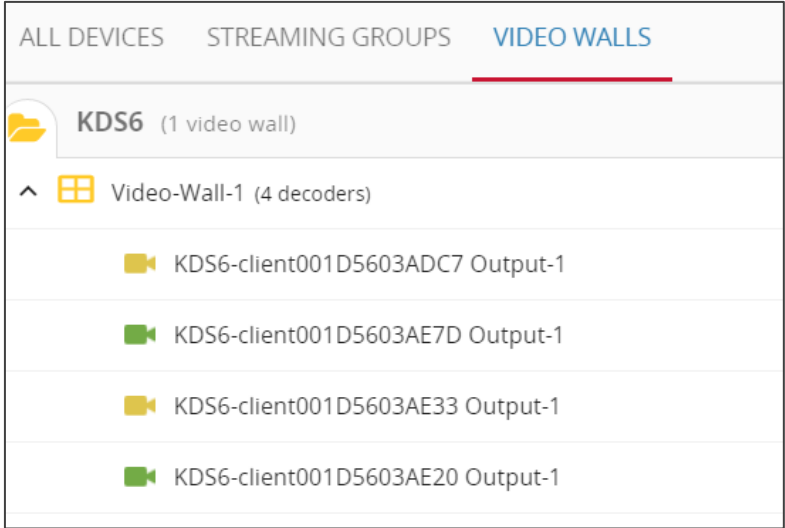 ALL DEVICES STREAMING GROUPS VIDEO WALLS
KDS6 (1 video wall)
Video-Wall-1 (4 decoders)
KDS6-client001D5603ADC7 Output-1
KDS6-client001D5603AE7D Output-1
KDS6-client001D5603AE33 Output-1
KDS6-client001D5603AE20 Output-1